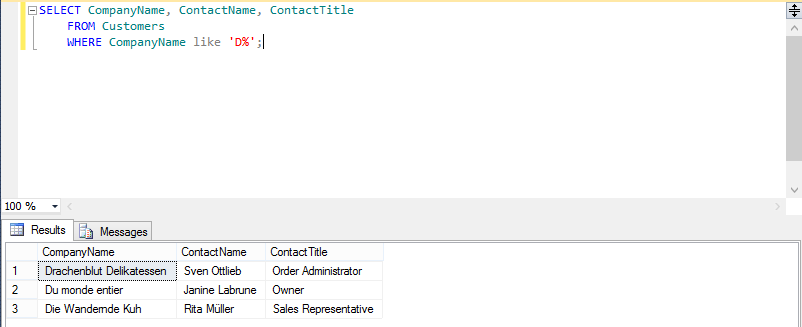 SELECT CompanyName, ContactName, ContactTitle
FROM Customers
WHERE CompanyName like 'D%';
100 %
Results Messages
CompanyName ContactName ContactTitle
1 Drachenblut Delikatessen Sven Ottlieb Order Administrator
2 Du monde entier Janine Labrune Owner
3 Die Wandernde Kuh Rita Müller Sales Representative